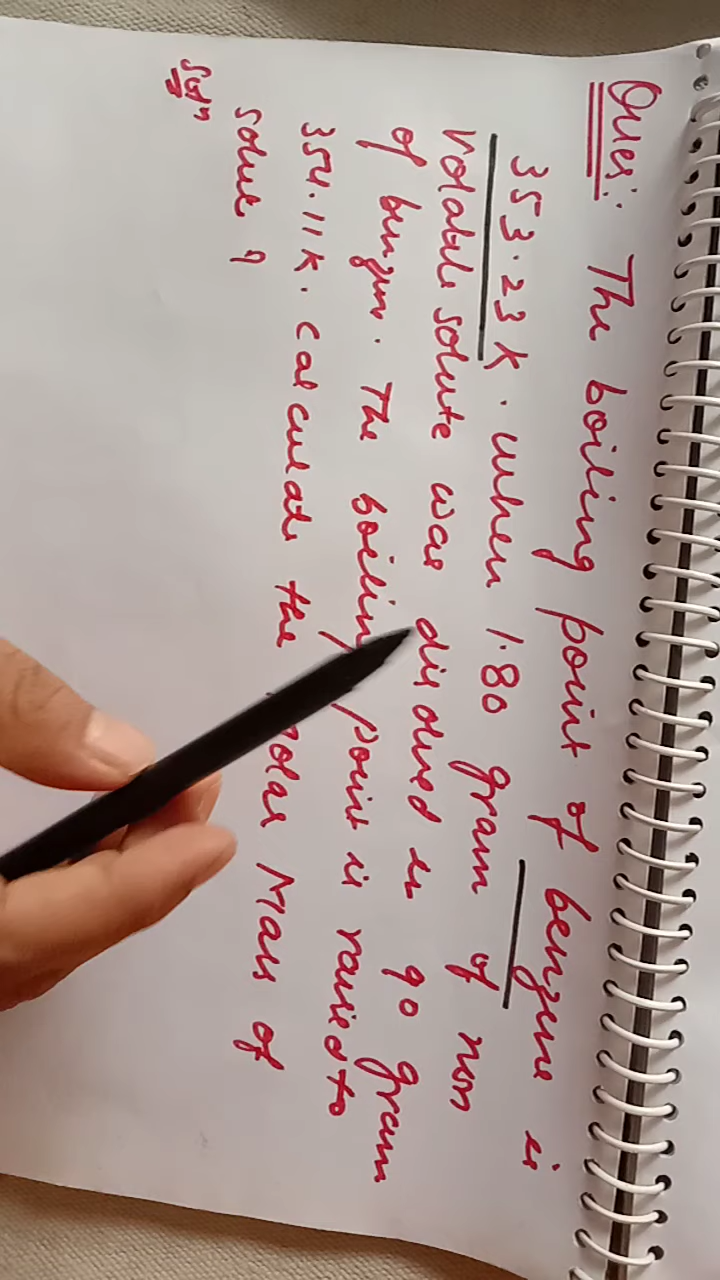 Ques:: The boiling point of benzene is
353.23 K. when 1.80 gram of non
Volatile solute was dissolved in 90 gram
of benzene. The boiling point is raised to
354.11 K. Calculate the molar Mass of
solute ?
Soln